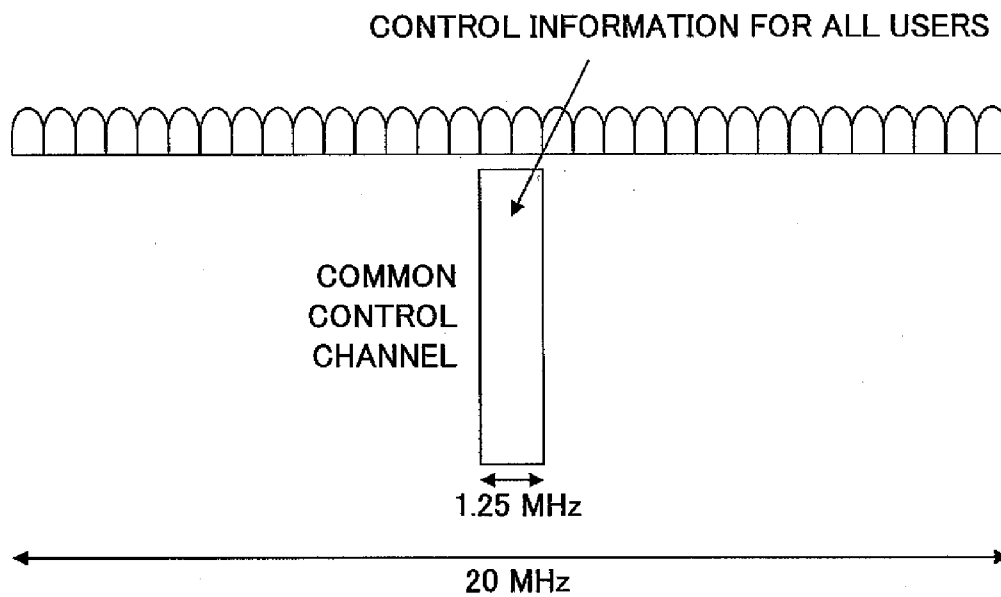 CONTROL INFORMATION FOR ALL USERS
COMMON
CONTROL
CHANNEL
1.25 MHz
20 MHz